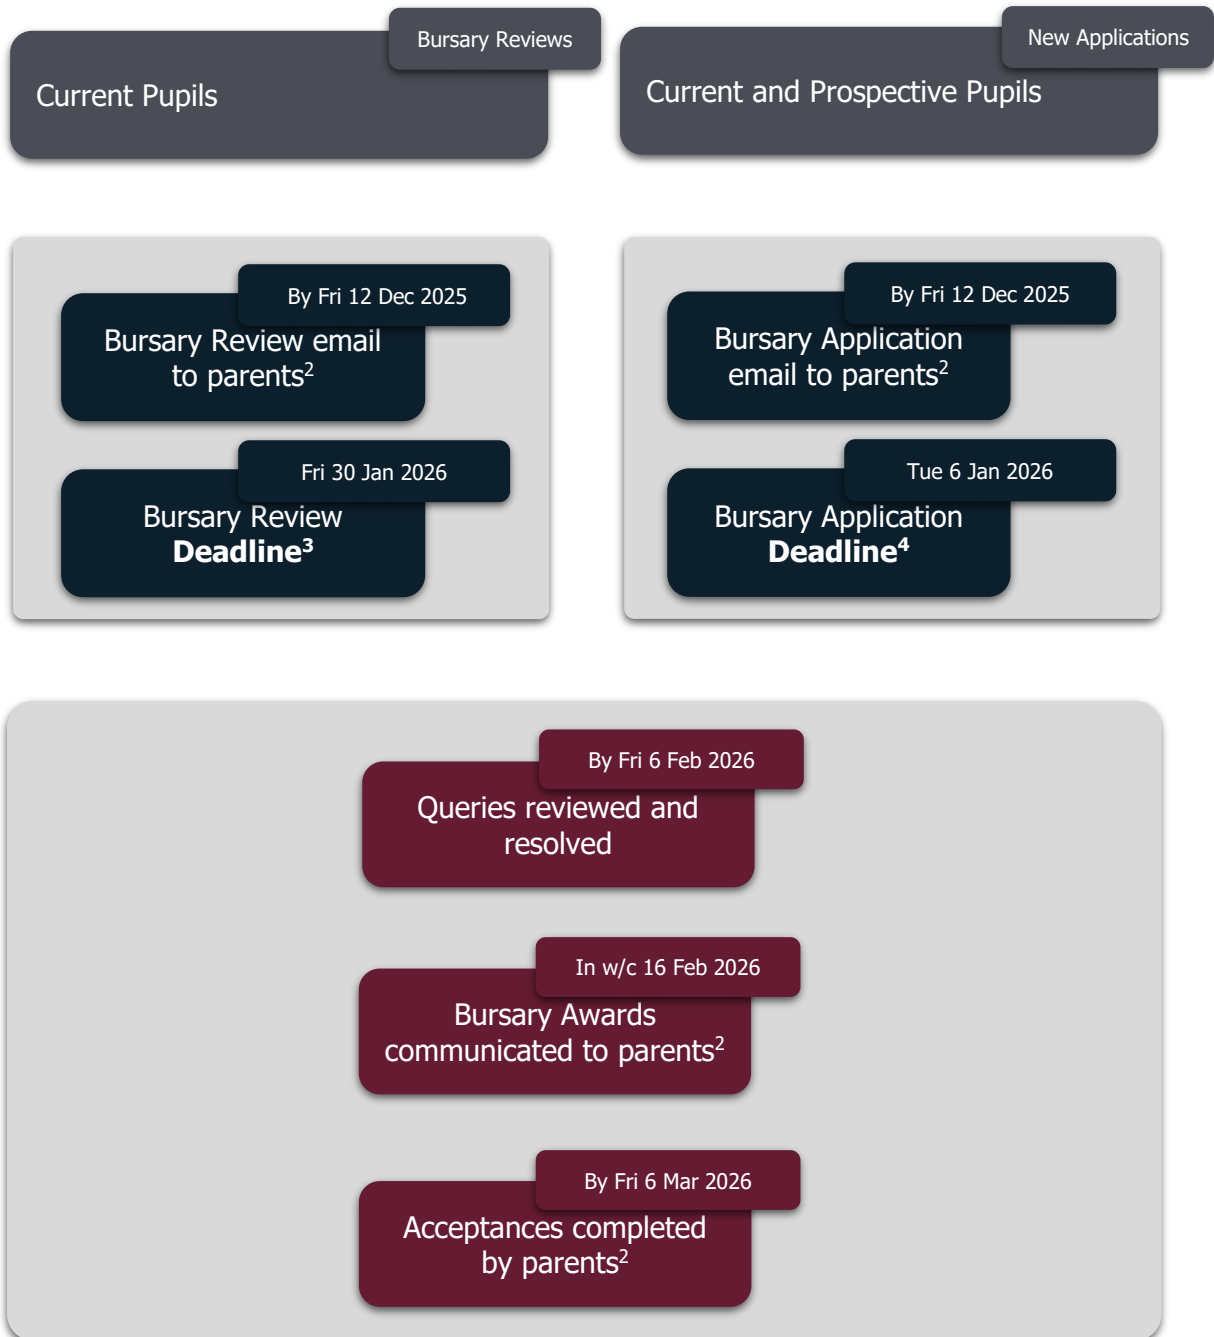 Bursary Reviews
Current Pupils
New Applications
Current and Prospective Pupils
By Fri 12 Dec 2025
Bursary Review email
to parents²
Fri 30 Jan 2026
Bursary Review
Deadline³
By Fri 12 Dec 2025
Bursary Application
email to parents²
Tue 6 Jan 2026
Bursary Application
Deadline⁴
By Fri 6 Feb 2026
Queries reviewed and
resolved
In w/c 16 Feb 2026
Bursary Awards
communicated to parents²
By Fri 6 Mar 2026
Acceptances completed
by parents²